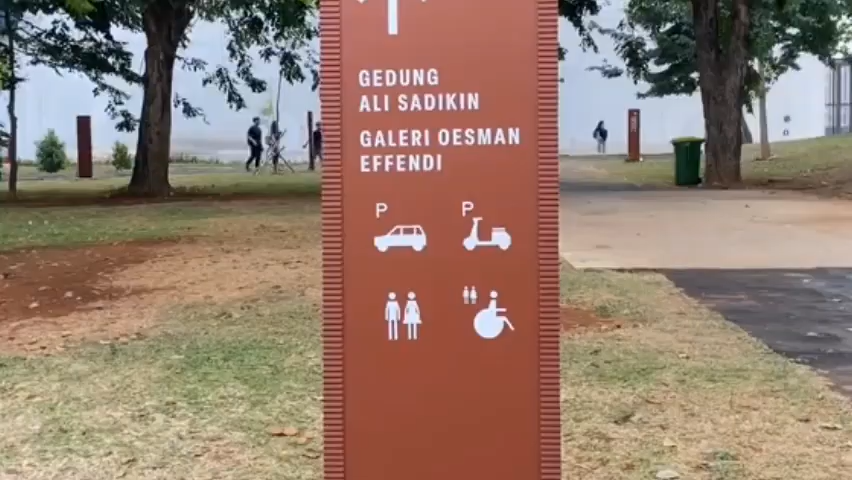 GEDUNG
ALI SADIKIN
GALERI OESMAN
EFFENDI
P P